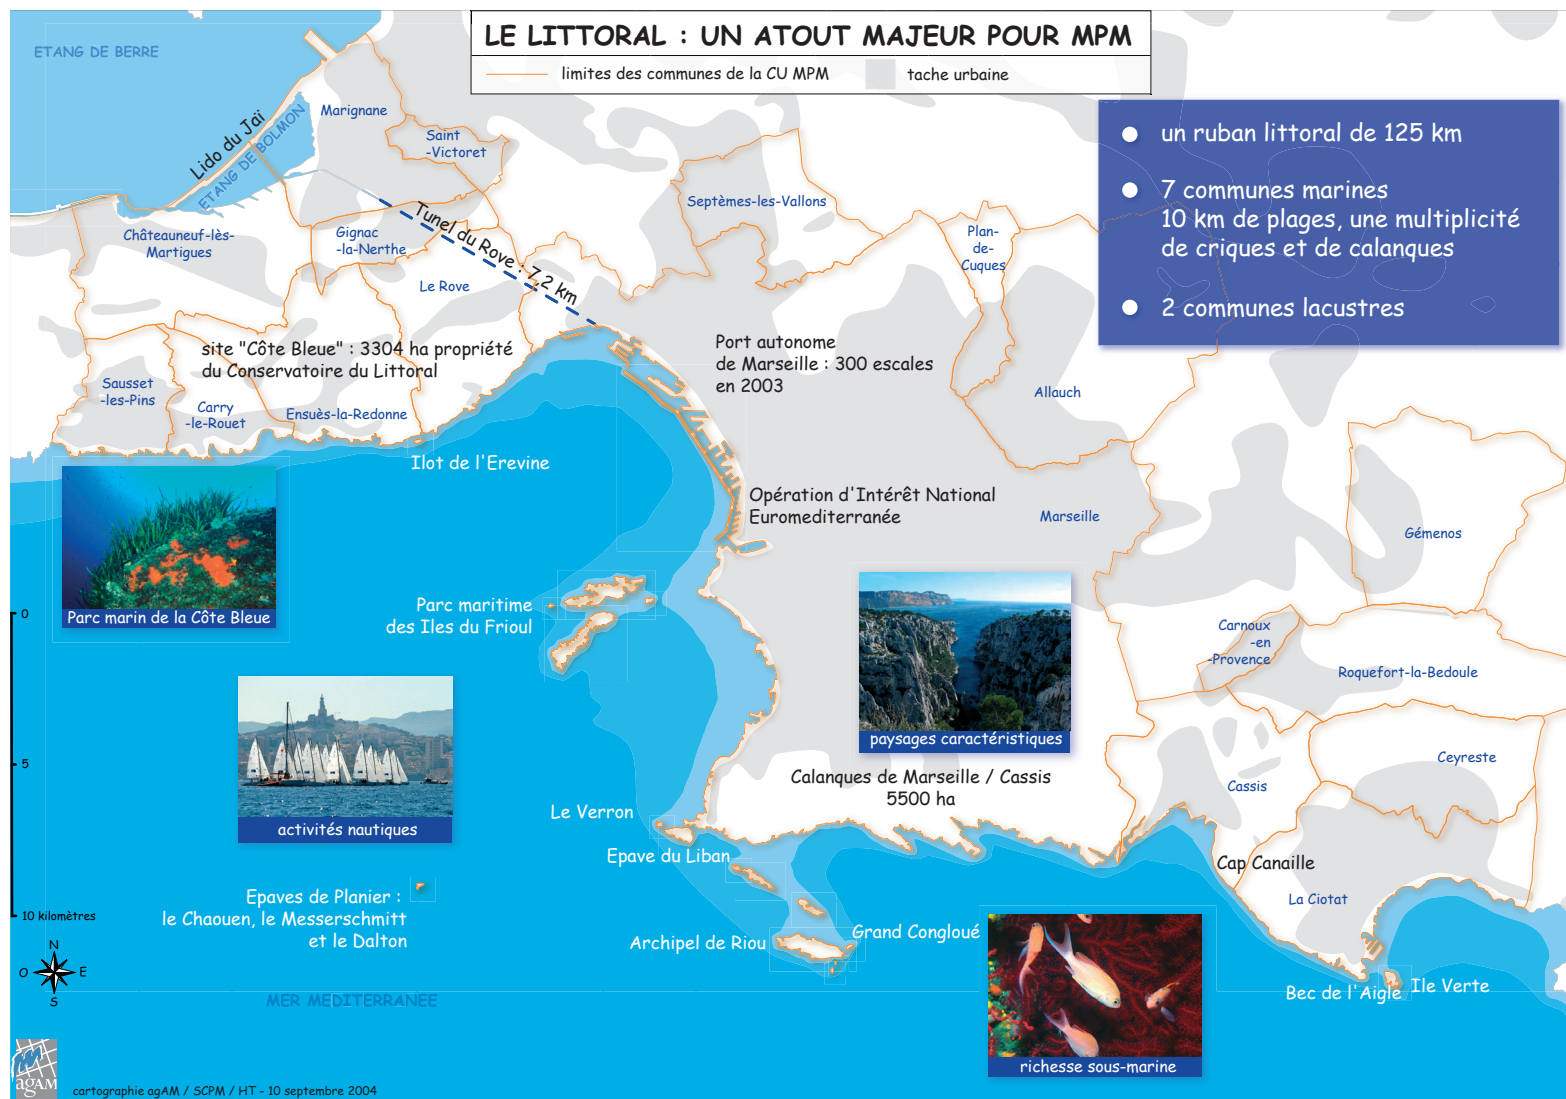 LE LITTORAL : UN ATOUT MAJEUR POUR MPM
limites des communes de la CU MPM
tache urbaine
ETANG DE BERRE
Lido du Jaï
ETANG DE BOLMON
Marignane
Saint
-Victoret
un ruban littoral de 125 km
7 communes marines
10 km de plages, une multiplicité
de criques et de calanques
2 communes lacustres
Châteauneuf-lès-
Martigues
Gignac
-la-Nerthe
Tunel du Rove : 7,2 km
Le Rove
Septèmes-les-Vallons
Plan-
de-
Cuques
site "Côte Bleue" : 3304 ha propriété
du Conservatoire du Littoral
Port autonome
de Marseille : 300 escales
en 2003
Sausset
-les-Pins
Carry
-le-Rouet
Ensuès-la-Redonne
Allauch
Ilot de l'Erevine
Opération d'Intérêt National
Euromediterranée
Marseille
Gémenos
Parc marin de la Côte Bleue
Parc maritime
des Iles du Frioul
Carnoux
-en
-Provence
Roquefort-la-Bedoule
paysages caractéristiques
Ceyreste
Calanques de Marseille / Cassis
5500 ha
Cassis
activités nautiques
Le Verron
Epave du Liban
Cap Canaille
La Ciotat
Epaves de Planier :
le Chaouen, le Messerschmitt
et le Dalton
Archipel de Riou
Grand Congloué
Bec de l'Aigle
Ile Verte
richesse sous-marine
0
5
10 kilomètres
N
O
E
S
MER MEDITERRANEE
agAM
cartographie agAM / SCPM / HT - 10 septembre 2004